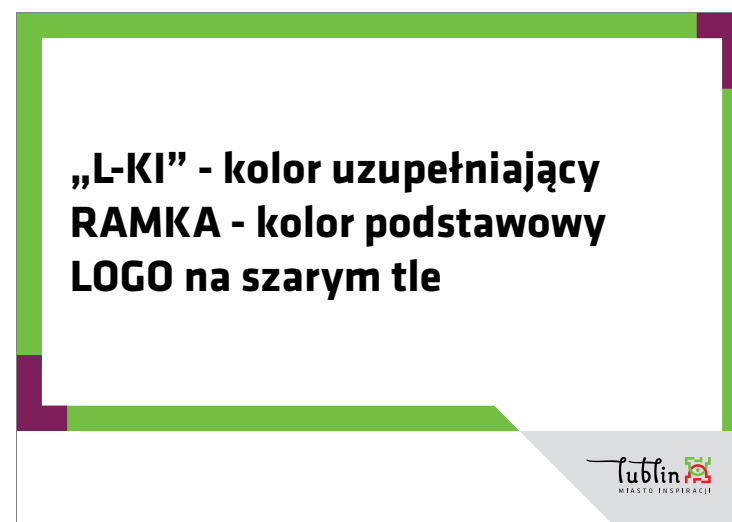 „L-KI” - kolor uzupełniający
RAMKA - kolor podstawowy
LOGO na szarym tle
lublin
MIASTO INSPIRACJI